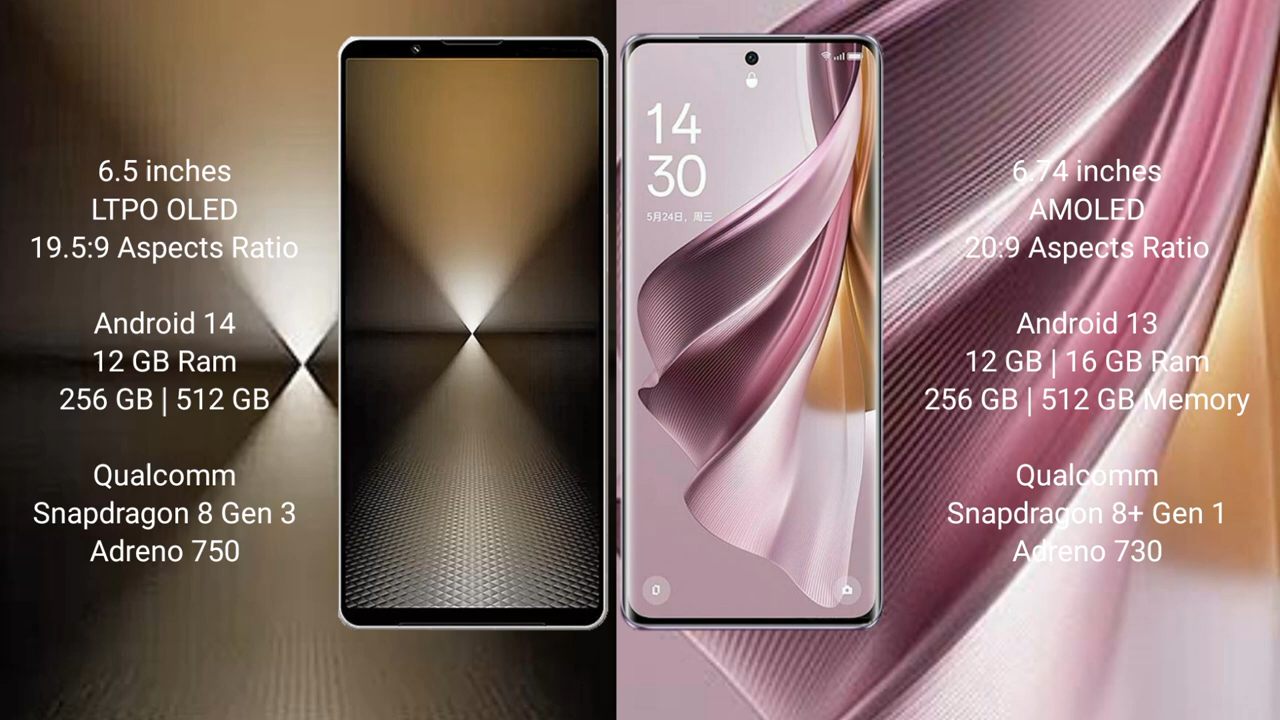 6.5 inches
LTPO OLED
19.5:9 Aspects Ratio
Android 14
12 GB Ram
256 GB | 512 GB
Qualcomm
Snapdragon 8 Gen 3
Adreno 750
14
30
5月24日，周三
6.74 inches
AMOLED
20:9 Aspects Ratio
Android 13
12 GB | 16 GB Ram
256 GB | 512 GB Memory
Qualcomm
Snapdragon 8+ Gen 1
Adreno 730